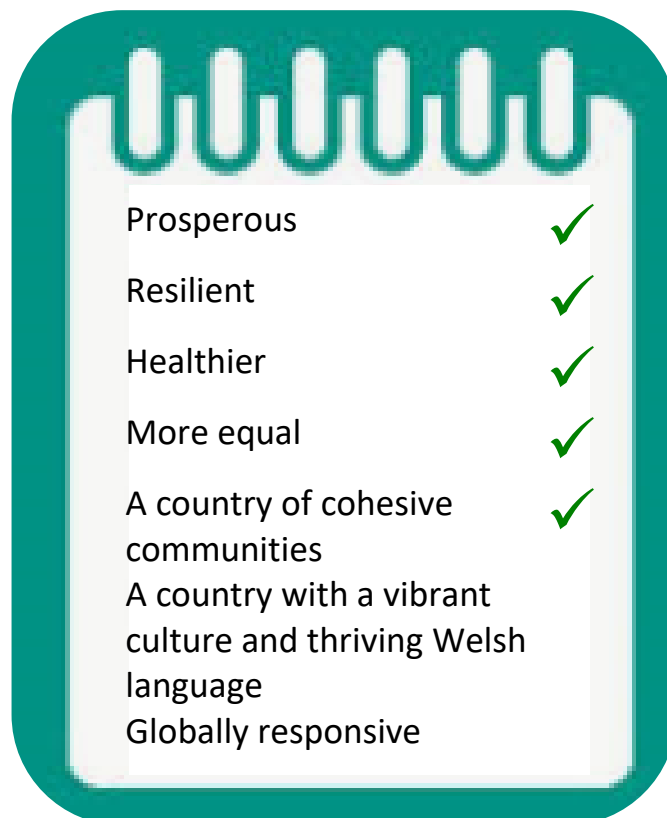 Prosperous ✓
Resilient ✓
Healthier ✓
More equal ✓
A country of cohesive ✓
communities
A country with a vibrant
culture and thriving Welsh
language
Globally responsive